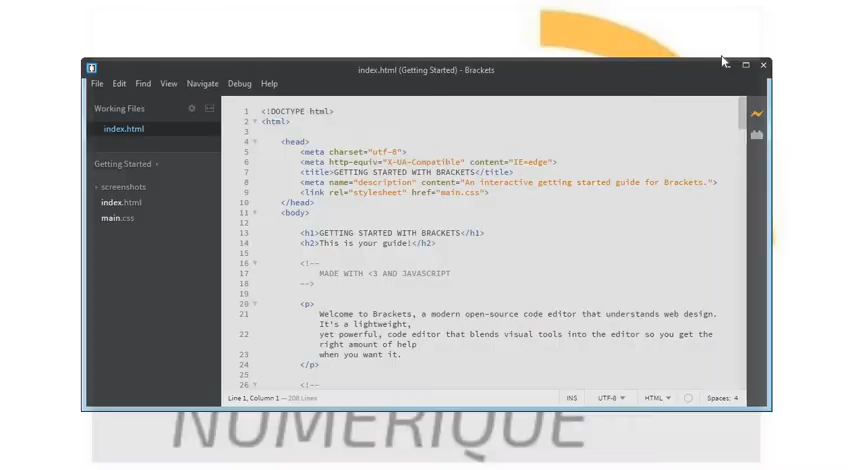 index.html (Getting Started) - Brackets
File Edit Find View Navigate Debug Help
Working Files
index.html
Getting Started
screenshots
index.html
main.css
1 <!DOCTYPE html>
2 <html>
3
4 <head>
5 <meta charset="utf-8">
6 <meta http-equiv="X-UA-Compatible" content="IE=edge">
7 <title>GETTING STARTED WITH BRACKETS</title>
8 <meta name="description" content="An interactive getting started guide for Brackets.">
9 <link rel="stylesheet" href="main.css">
10 </head>
11 <body>
12
13 <h1>GETTING STARTED WITH BRACKETS</h1>
14 <h2>This is your guide!</h2>
15
16 <!--
17 MADE WITH <3 AND JAVASCRIPT
18 -->
19
20 <p>
21 Welcome to Brackets, a modern open-source code editor that understands web design.
It's a lightweight,
22 yet powerful, code editor that blends visual tools into the editor so you get the
right amount of help
23 when you want it.
24 </p>
25
26 <!--
Line 1, Column 1 — 208 Lines
INS UTF-8 HTML Spaces: 4
NUMÉRIQUE